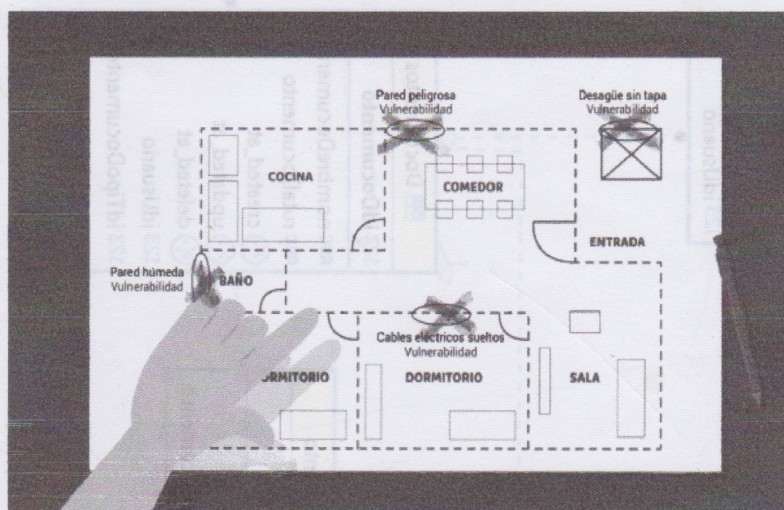 Pared peligrosa
Vulnerabilidad
Desagüe sin tapa
Vulnerabilidad
COCINA
COMEDOR
ENTRADA
Pared húmeda
Vulnerabilidad
BAÑO
Cables eléctricos sueltos
Vulnerabilidad
ORMITORIO
DORMITORIO
SALA